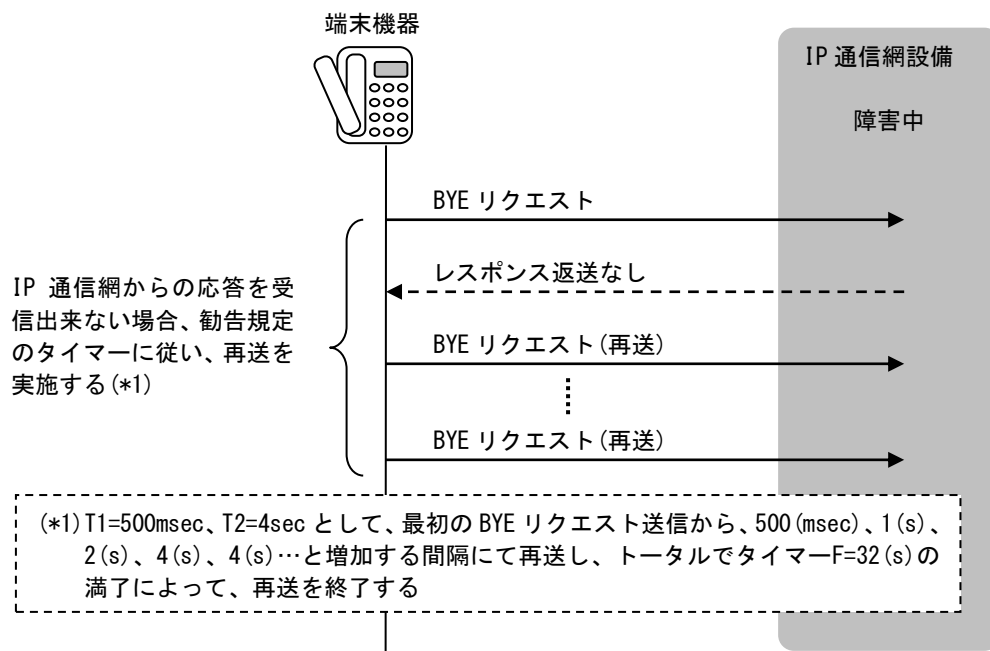 端末機器
IP 通信網設備
障害中
BYE リクエスト
レスポンス返送なし
IP 通信網からの応答を受
信出来ない場合、勧告規定
のタイマーに従い、再送を
実施する(*1)
BYE リクエスト(再送)
BYE リクエスト(再送)
(*1)T1=500msec、T2=4sec として、最初の BYE リクエスト送信から、500(msec)、1(s)、
2(s)、4(s)、4(s)…と増加する間隔にて再送し、トータルでタイマーF=32(s)の
満了によって、再送を終了する